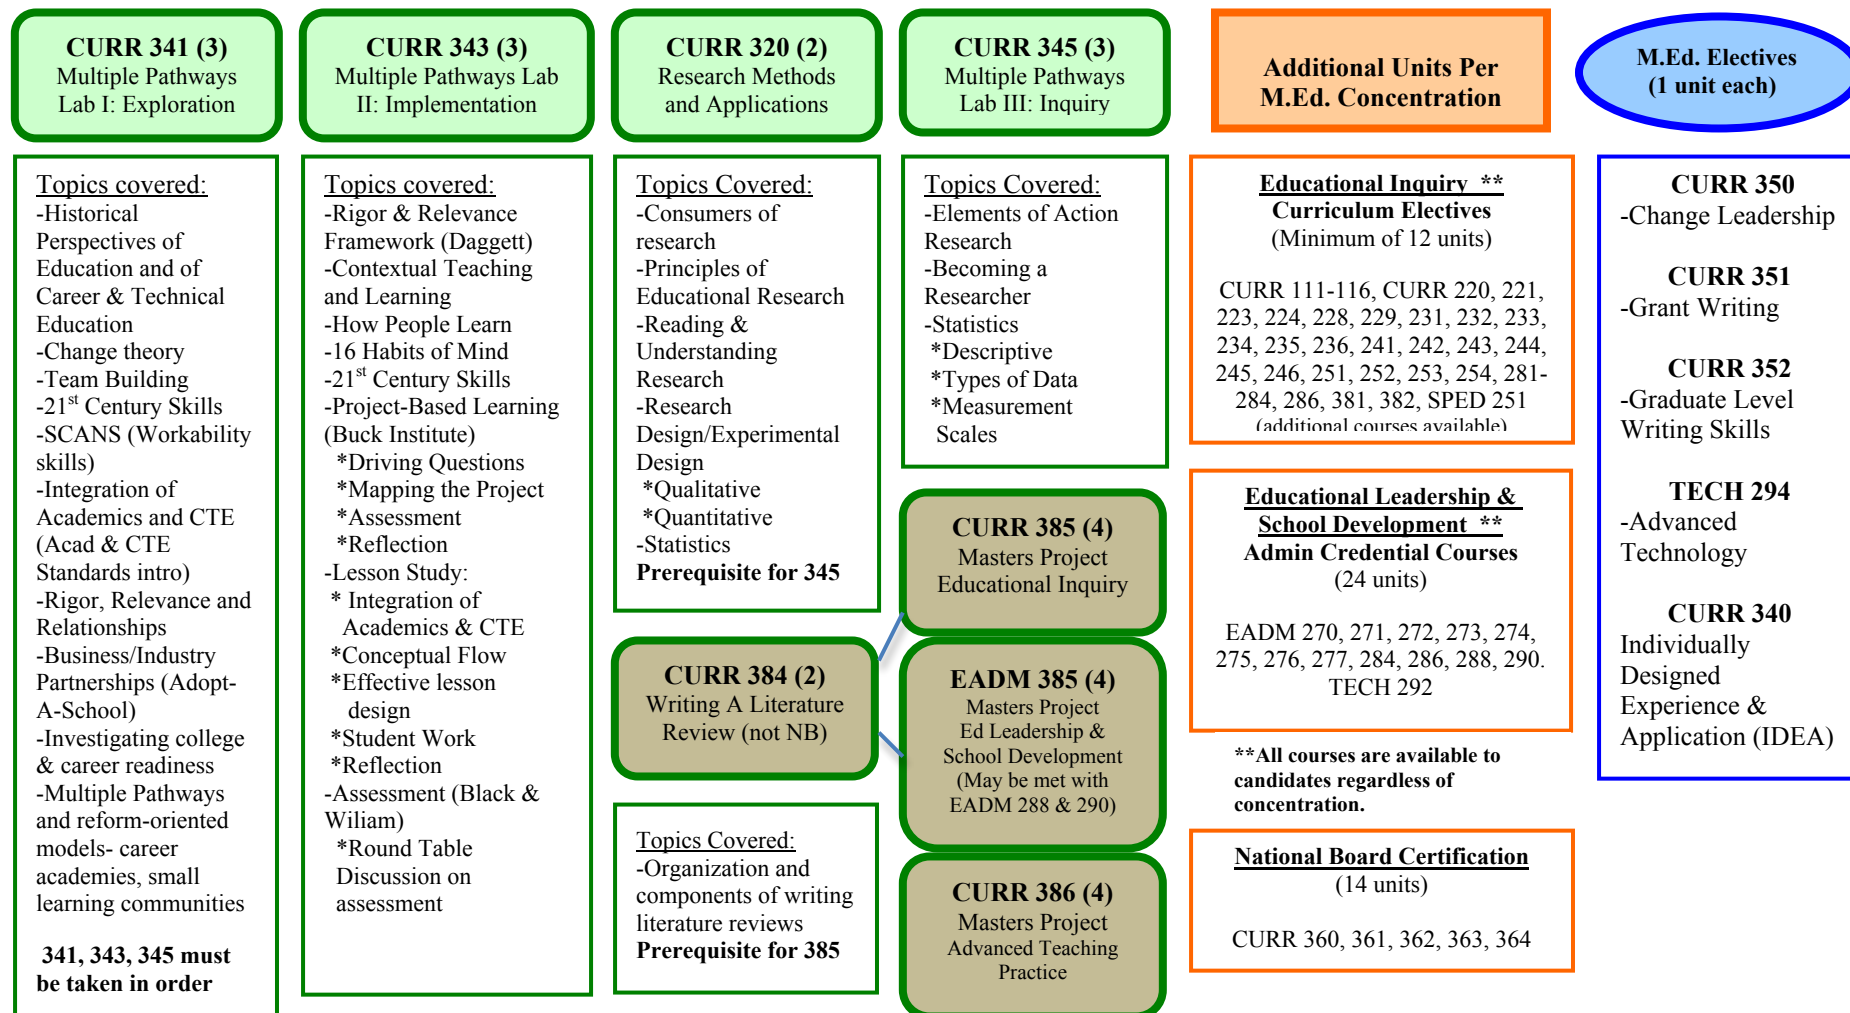 CURR 341 (3)
Multiple Pathways
Lab I: Exploration
CURR 343 (3)
Multiple Pathways Lab
II: Implementation
CURR 320 (2)
Research Methods
and Applications
CURR 345 (3)
Multiple Pathways
Lab III: Inquiry
Additional Units Per
M.Ed. Concentration
M.Ed. Electives
(1 unit each)
Topics covered:
-Historical
Perspectives of
Education and of
Career & Technical
Education
-Change theory
-Team Building
-21st Century Skills
-SCANS (Workability
skills)
-Integration of
Academics and CTE
(Acad & CTE
Standards intro)
-Rigor, Relevance and
Relationships
-Business/Industry
Partnerships (Adopt-
A-School)
-Investigating college
& career readiness
-Multiple Pathways
and reform-oriented
models- career
academies, small
learning communities
341, 343, 345 must
be taken in order
Topics covered:
-Rigor & Relevance
Framework (Daggett)
-Contextual Teaching
and Learning
-How People Learn
-16 Habits of Mind
-21st Century Skills
-Project-Based Learning
(Buck Institute)
*Driving Questions
*Mapping the Project
*Assessment
*Reflection
-Lesson Study:
* Integration of
Academics & CTE
*Conceptual Flow
*Effective lesson
design
*Student Work
*Reflection
-Assessment (Black &
Wiliam)
*Round Table
Discussion on
assessment
Topics Covered:
-Consumers of
research
-Principles of
Educational Research
-Reading &
Understanding
Research
-Research
Design/Experimental
Design
*Qualitative
*Quantitative
-Statistics
Prerequisite for 345
CURR 384 (2)
Writing A Literature
Review (not NB)
Topics Covered:
-Organization and
components of writing
literature reviews
Prerequisite for 385
Topics Covered:
-Elements of Action
Research
-Becoming a
Researcher
-Statistics
*Descriptive
*Types of Data
*Measurement
Scales
CURR 385 (4)
Masters Project
Educational Inquiry
EADM 385 (4)
Masters Project
Ed Leadership &
School Development
(May be met with
EADM 288 & 290)
CURR 386 (4)
Masters Project
Advanced Teaching
Practice
Educational Inquiry **
Curriculum Electives
(Minimum of 12 units)
CURR 111-116, CURR 220, 221,
223, 224, 228, 229, 231, 232, 233,
234, 235, 236, 241, 242, 243, 244,
245, 246, 251, 252, 253, 254, 281-
284, 286, 381, 382, SPED 251
(additional courses available)
Educational Leadership &
School Development **
Admin Credential Courses
(24 units)
EADM 270, 271, 272, 273, 274,
275, 276, 277, 284, 286, 288, 290.
TECH 292
**All courses are available to
candidates regardless of
concentration.
National Board Certification
(14 units)
CURR 360, 361, 362, 363, 364
CURR 350
-Change Leadership
CURR 351
-Grant Writing
CURR 352
-Graduate Level
Writing Skills
TECH 294
-Advanced
Technology
CURR 340
Individually
Designed
Experience &
Application (IDEA)